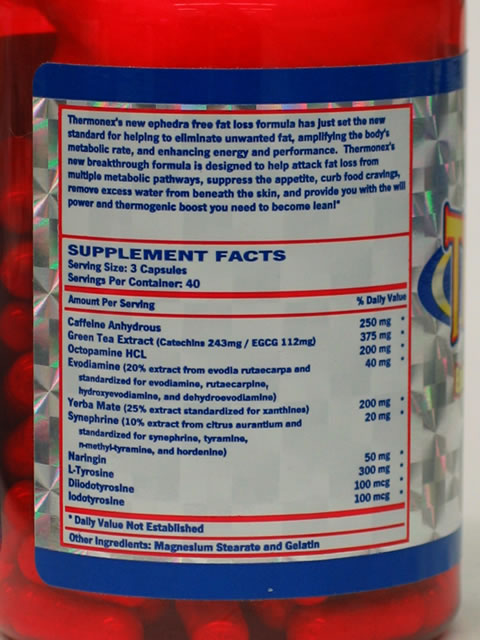 Thermonex's new ephedra free fat loss formula has just set the new
standard for helping to eliminate unwanted fat, amplifying the body's
metabolic rate, and enhancing energy and performance. Thermonex's
new breakthrough formula is designed to help attack fat loss from
multiple metabolic pathways, suppress the appetite, curb food cravings,
remove excess water from beneath the skin, and provide you with the will
power and thermogenic boost you need to become lean!*
SUPPLEMENT FACTS
Serving Size: 3 Capsules
Servings Per Container: 40
Amount Per Serving % Daily Value
Caffeine Anhydrous 250 mg *
Green Tea Extract (Catechins 243mg / EGCG 112mg) 375 mg *
Octopamine HCL 200 mg *
Evodiamine (20% extract from evodia rutaecarpa and 40 mg *
standardized for evodiamine, rutaecarpine,
hydroxyevodiamine, and dehydroevodiamine)
Yerba Mate (25% extract standardized for xanthines) 200 mg *
Synephrine (10% extract from citrus aurantium and 20 mg *
standardized for synephrine, tyramine,
n-methyl-tyramine, and hordenine)
Naringin 50 mg *
L-Tyrosine 300 mg *
Diiodotyrosine 100 mcg *
Iodotyrosine 100 mcg *
* Daily Value Not Established
Other Ingredients: Magnesium Stearate and Gelatin
T